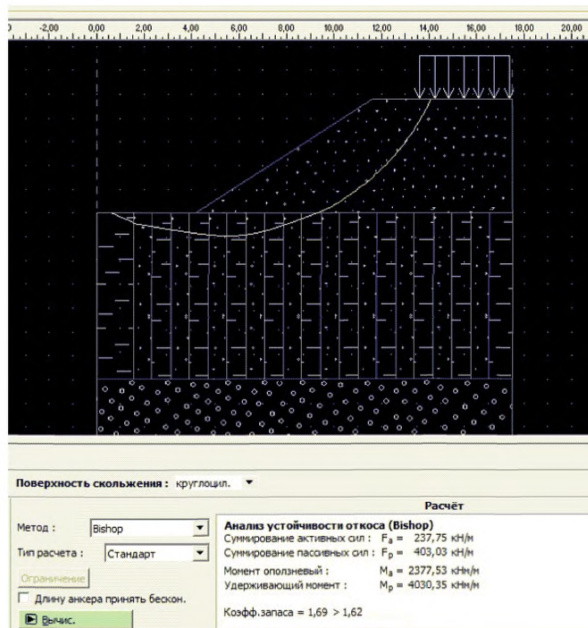 -2,00 0,00 2,00 4,00 6,00 8,00 10,00 12,00 14,00 16,00 18,00 20,00
Поверхность скольжения : круглоцил.
Расчёт
Метод : Bishop
Тип расчета : Стандарт
Ограничение
Длину анкера принять бескон.
Вычис.
Анализ устойчивости откоса (Bishop)
Суммирование активных сил : Fa = 237,75 кН/м
Суммирование пассивных сил : Fp = 403,03 кН/м
Момент оползневый : Ma = 2377,53 кНм/м
Удерживающий момент : Mp = 4030,35 кНм/м
Коэфф.запаса = 1,69 > 1,62